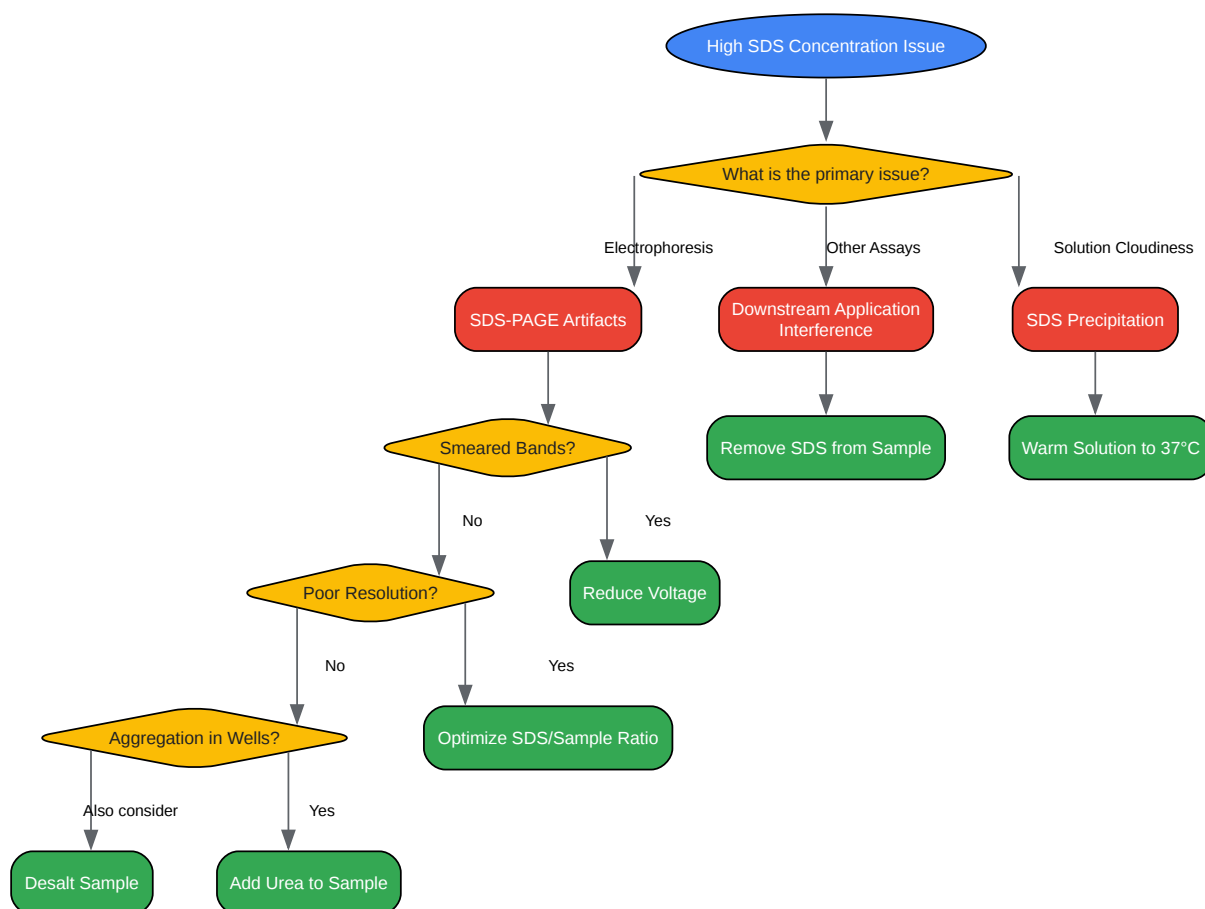 High SDS Concentration Issue
What is the primary issue?
Electrophoresis
Other Assays
Solution Cloudiness
SDS-PAGE Artifacts
Downstream Application
Interference
SDS Precipitation
Smeared Bands?
Remove SDS from Sample
Warm Solution to 37°C
No
Yes
Poor Resolution?
Reduce Voltage
No
Yes
Aggregation in Wells?
Optimize SDS/Sample Ratio
Also consider
Yes
Desalt Sample
Add Urea to Sample